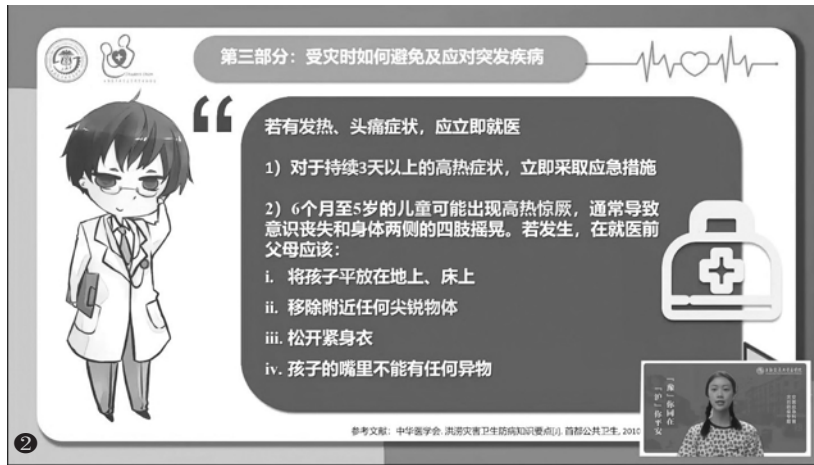 第三部分：受灾时如何避免及应对突发疾病
若有发热、头痛症状，应立即就医
1）对于持续3天以上的高热症状，立即采取应急措施
2）6个月至5岁的儿童可能出现高热惊厥，通常导致
意识丧失和身体两侧的四肢摇晃。若发生，在就医前
父母应该：
i. 将孩子平放在地上、床上
ii. 移除附近任何尖锐物体
iii. 松开紧身衣
iv. 孩子的嘴里不能有任何异物
参考文献：中华医学会. 洪涝灾害卫生防病知识要点[J]. 首都公共卫生, 2010
「豫」你同在
「沪」你平安
❷